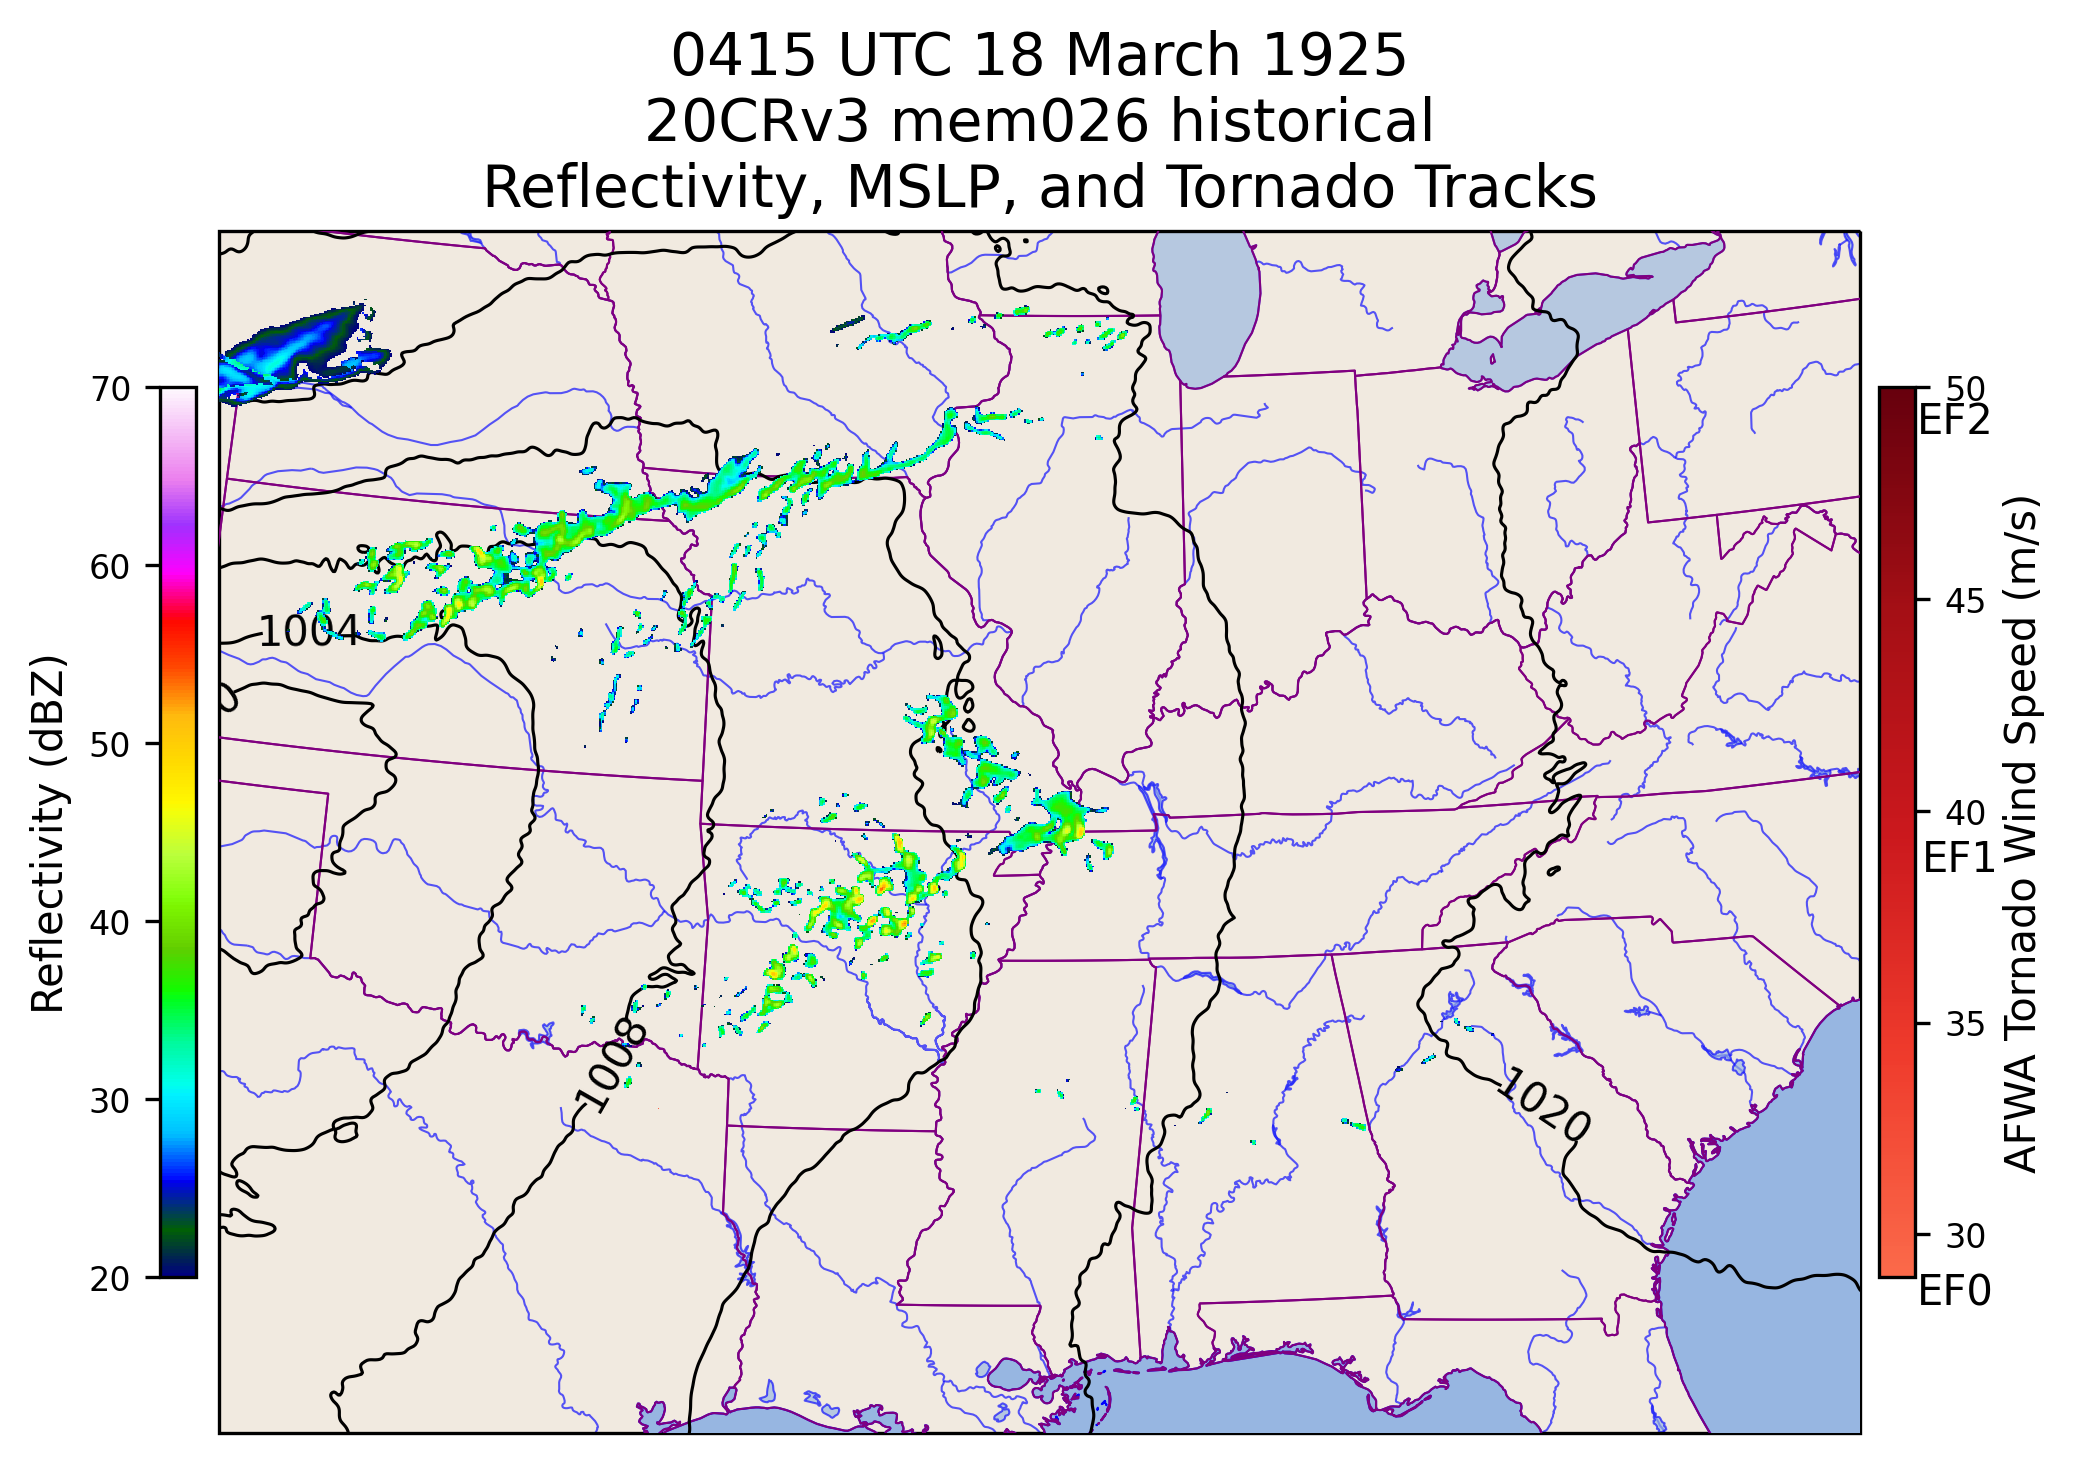 0415 UTC 18 March 1925
20CRv3 mem026 historical
Reflectivity, MSLP, and Tornado Tracks
Reflectivity (dBZ)
70
60
50
40
30
20
1004
1008
1020
50
EF2
45
40
EF1
35
30
EF0
AFWA Tornado Wind Speed (m/s)